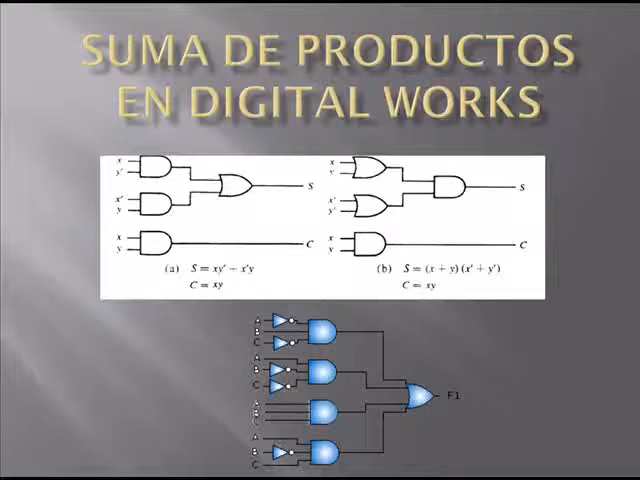 SUMA DE PRODUCTOS
EN DIGITAL WORKS
x
y'
x'
y
S
x
y
C
(a) S = xy' + x'y
C = xy
x
y
x'
y'
S
x
y
C
(b) S = (x + y) (x' + y')
C = xy
A
B
C
A
B
C
A
B
C
A
B
C
F1